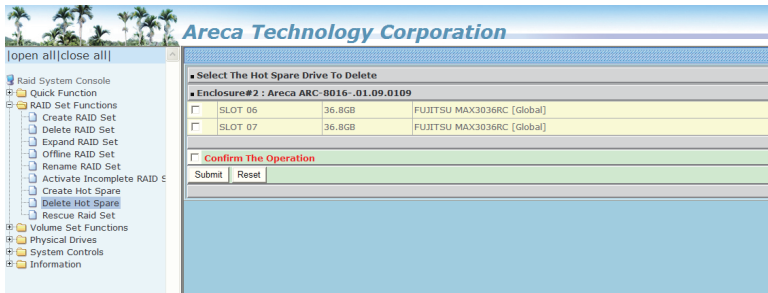 Areca Technology Corporation
|open all|close all|
Raid System Console
Quick Function
RAID Set Functions
Create RAID Set
Delete RAID Set
Expand RAID Set
Offline RAID Set
Rename RAID Set
Activate Incomplete RAID S
Create Hot Spare
Delete Hot Spare
Rescue Raid Set
Volume Set Functions
Physical Drives
System Controls
Information
Select The Hot Spare Drive To Delete
Enclosure#2 : Areca ARC-8016-.01.09.0109
SLOT 06 36.8GB FUJITSU MAX3036RC [Global]
SLOT 07 36.8GB FUJITSU MAX3036RC [Global]
Confirm The Operation
Submit Reset